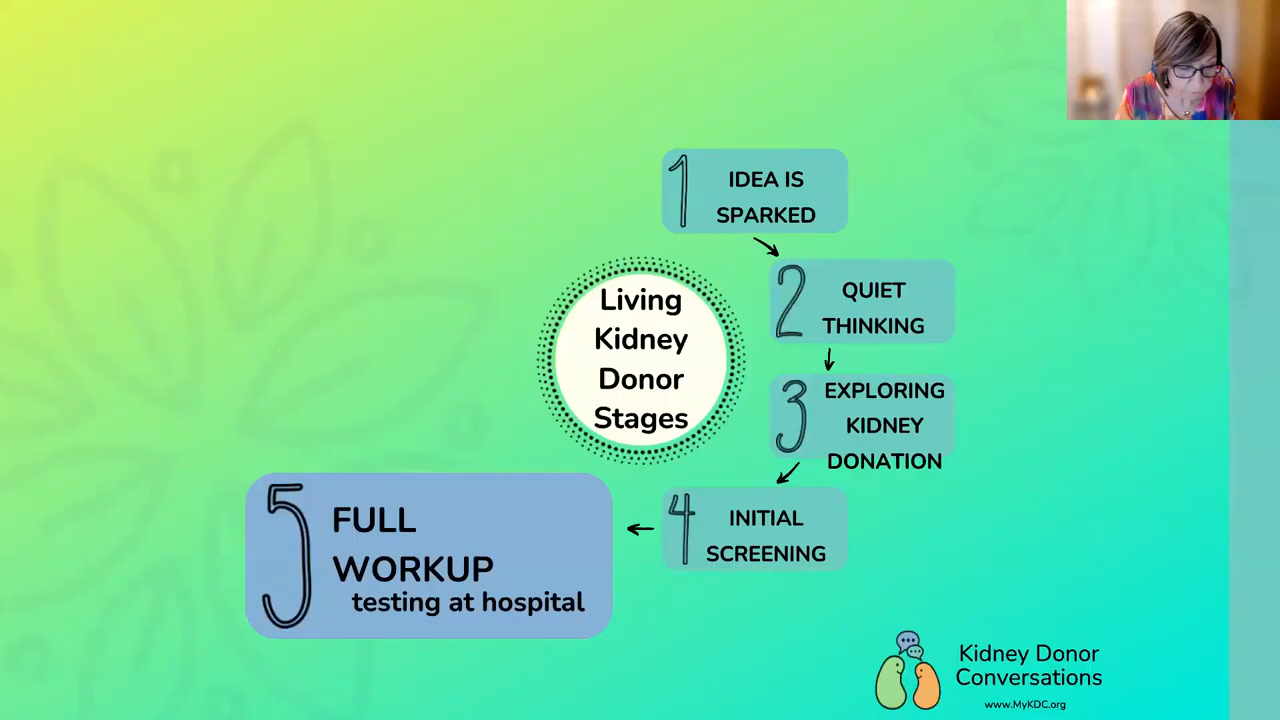 1
IDEA IS
SPARKED
2
QUIET
THINKING
Living
Kidney
Donor
Stages
3
EXPLORING
KIDNEY
DONATION
4
INITIAL
SCREENING
5
FULL
WORKUP
testing at hospital
Kidney Donor
Conversations
www.MyKDC.org